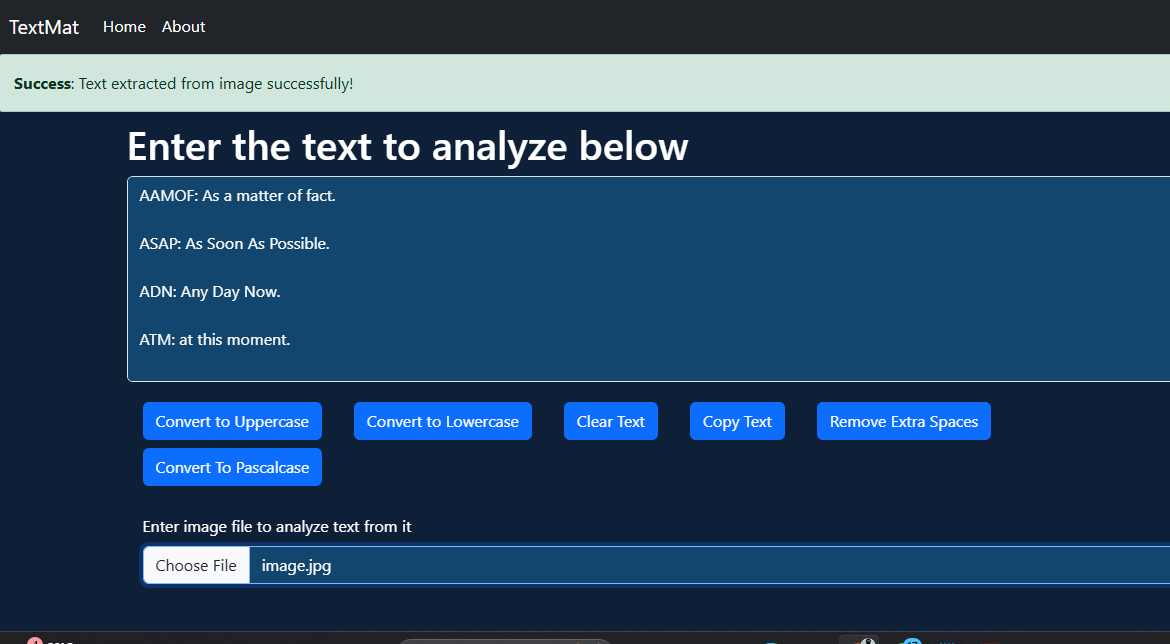 TextMat Home About
Success: Text extracted from image successfully!
Enter the text to analyze below
AAMOF: As a matter of fact.
ASAP: As Soon As Possible.
ADN: Any Day Now.
ATM: at this moment.
Convert to Uppercase Convert to Lowercase Clear Text Copy Text Remove Extra Spaces
Convert To Pascalcase
Enter image file to analyze text from it
Choose File image.jpg